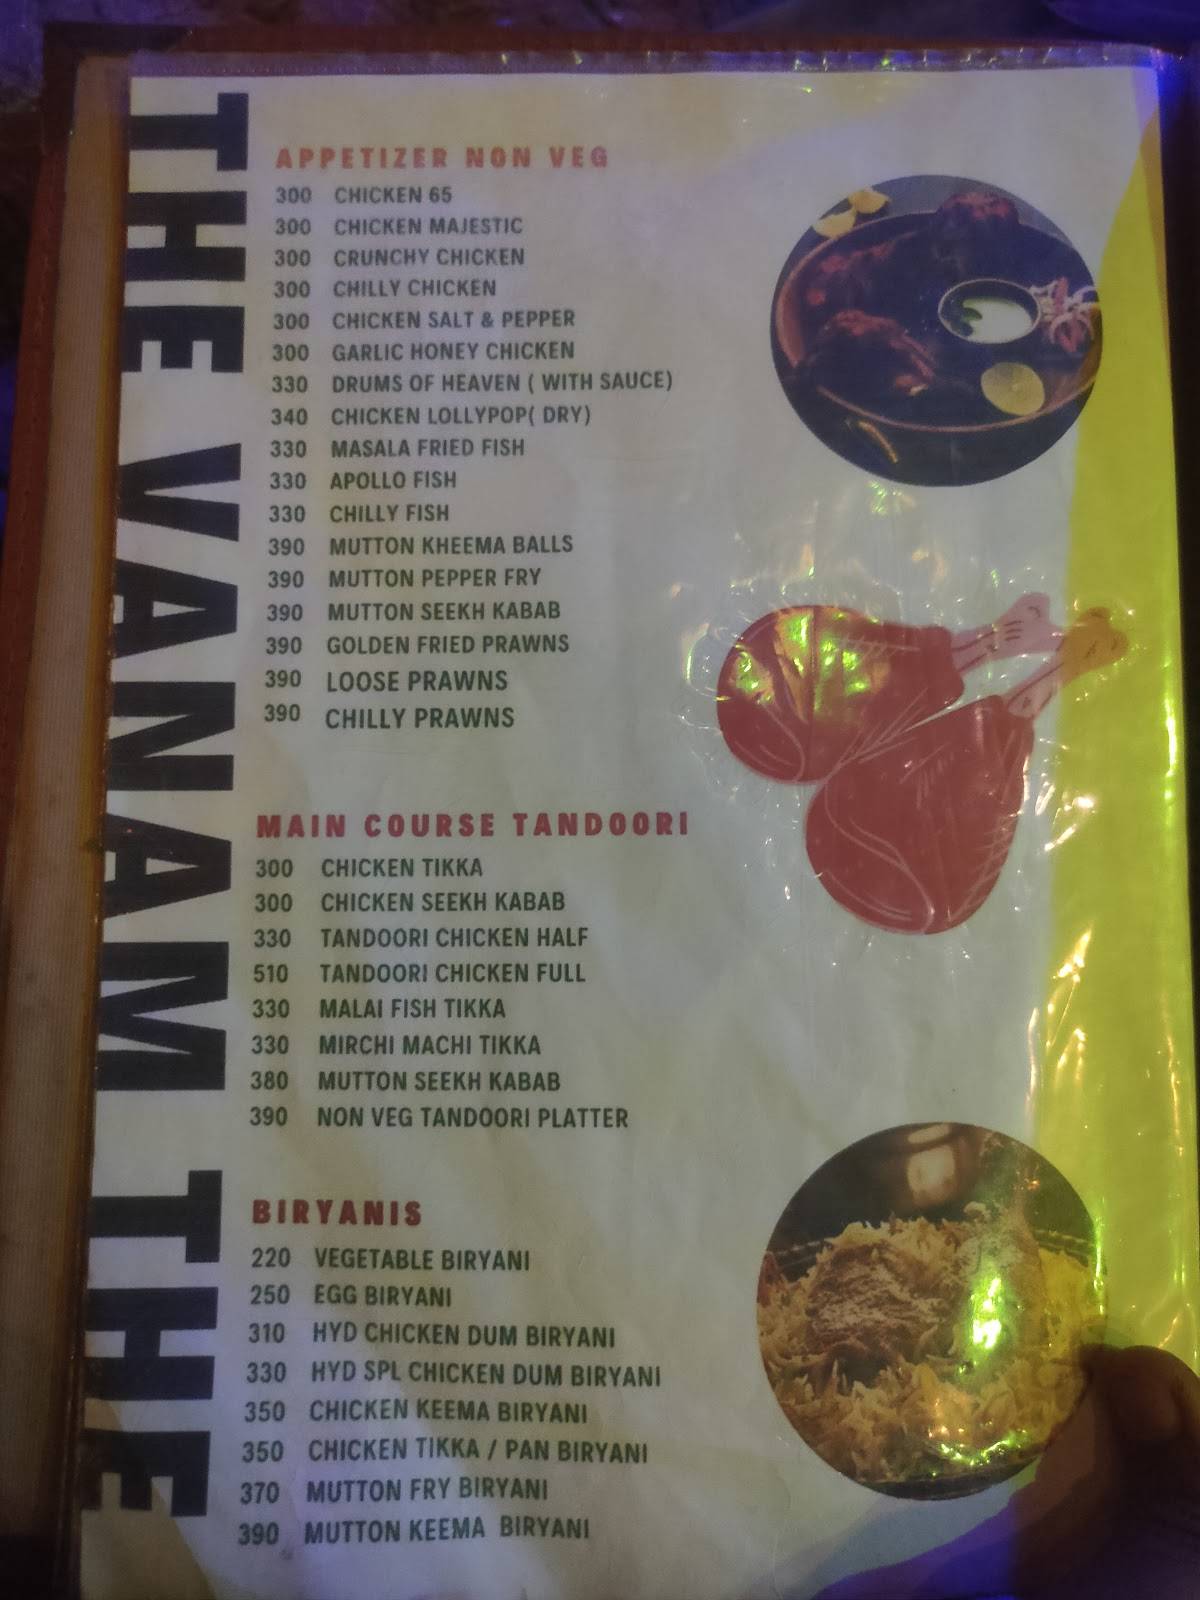 THE VANAM THE
APPETIZER NON VEG
300 CHICKEN 65
300 CHICKEN MAJESTIC
300 CRUNCHY CHICKEN
300 CHILLY CHICKEN
300 CHICKEN SALT & PEPPER
300 GARLIC HONEY CHICKEN
330 DRUMS OF HEAVEN ( WITH SAUCE)
340 CHICKEN LOLLYPOP( DRY)
330 MASALA FRIED FISH
330 APOLLO FISH
330 CHILLY FISH
390 MUTTON KHEEMA BALLS
390 MUTTON PEPPER FRY
390 MUTTON SEEKH KABAB
390 GOLDEN FRIED PRAWNS
390 LOOSE PRAWNS
390 CHILLY PRAWNS
MAIN COURSE TANDOORI
300 CHICKEN TIKKA
300 CHICKEN SEEKH KABAB
330 TANDOORI CHICKEN HALF
510 TANDOORI CHICKEN FULL
330 MALAI FISH TIKKA
330 MIRCHI MACHI TIKKA
380 MUTTON SEEKH KABAB
390 NON VEG TANDOORI PLATTER
BIRYANIS
220 VEGETABLE BIRYANI
250 EGG BIRYANI
310 HYD CHICKEN DUM BIRYANI
330 HYD SPL CHICKEN DUM BIRYANI
350 CHICKEN KEEMA BIRYANI
350 CHICKEN TIKKA / PAN BIRYANI
370 MUTTON FRY BIRYANI
390 MUTTON KEEMA BIRYANI